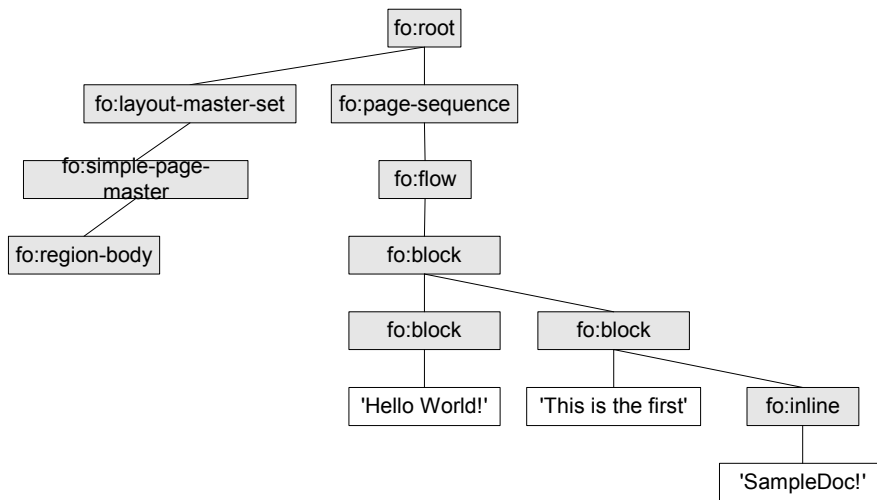 fo:root
fo:layout-master-set
fo:page-sequence
fo:simple-page-
master
fo:flow
fo:region-body
fo:block
fo:block
fo:block
'Hello World!'
'This is the first'
fo:inline
'SampleDoc!'